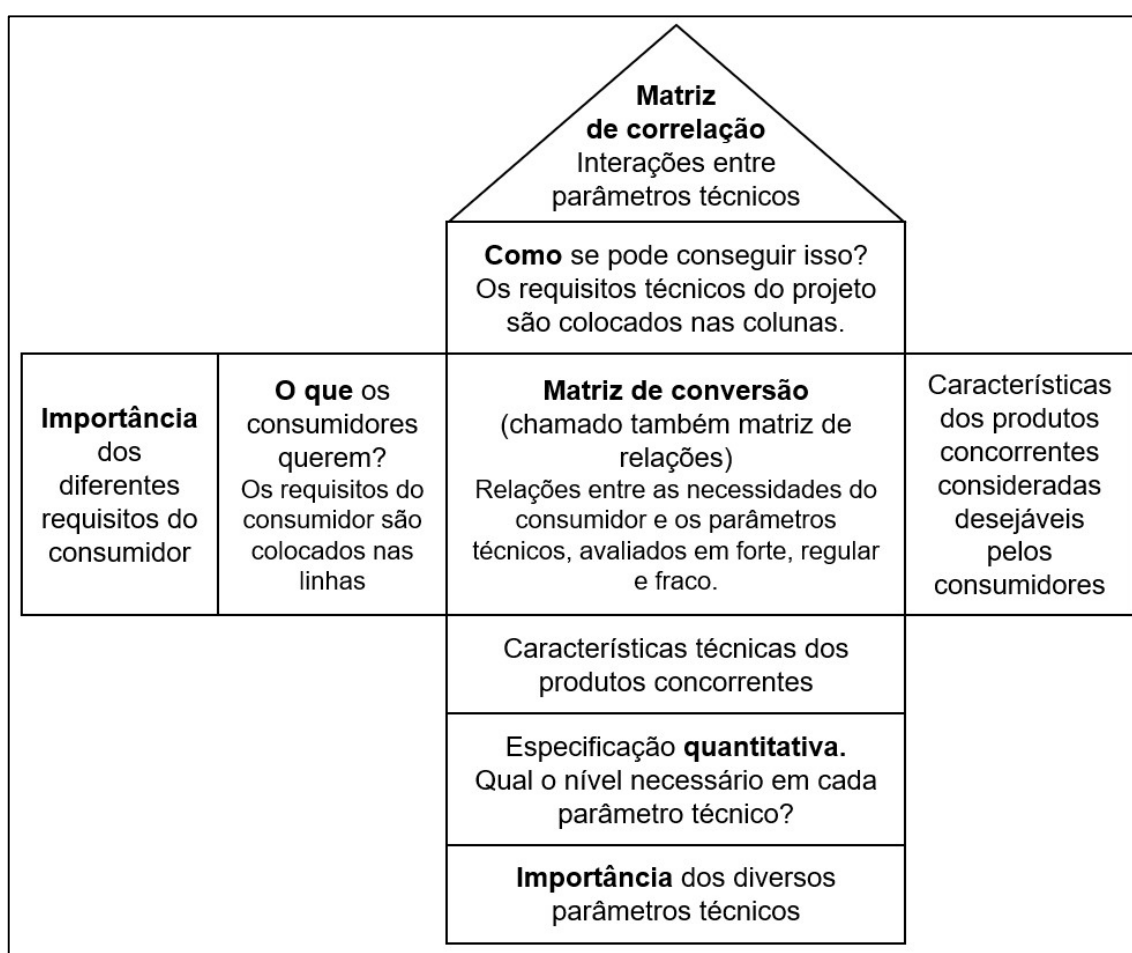 Matriz
de correlação
Interações entre
parâmetros técnicos
Como se pode conseguir isso?
Os requisitos técnicos do projeto
são colocados nas colunas.
Importância
dos
diferentes
requisitos do
consumidor
O que os
consumidores
querem?
Os requisitos do
consumidor são
colocados nas
linhas
Matriz de conversão
(chamado também matriz de
relações)
Relações entre as necessidades do
consumidor e os parâmetros
técnicos, avaliados em forte, regular
e fraco.
Características
dos produtos
concorrentes
consideradas
desejáveis
pelos
consumidores
Características técnicas dos
produtos concorrentes
Especificação quantitativa.
Qual o nível necessário em cada
parâmetro técnico?
Importância dos diversos
parâmetros técnicos